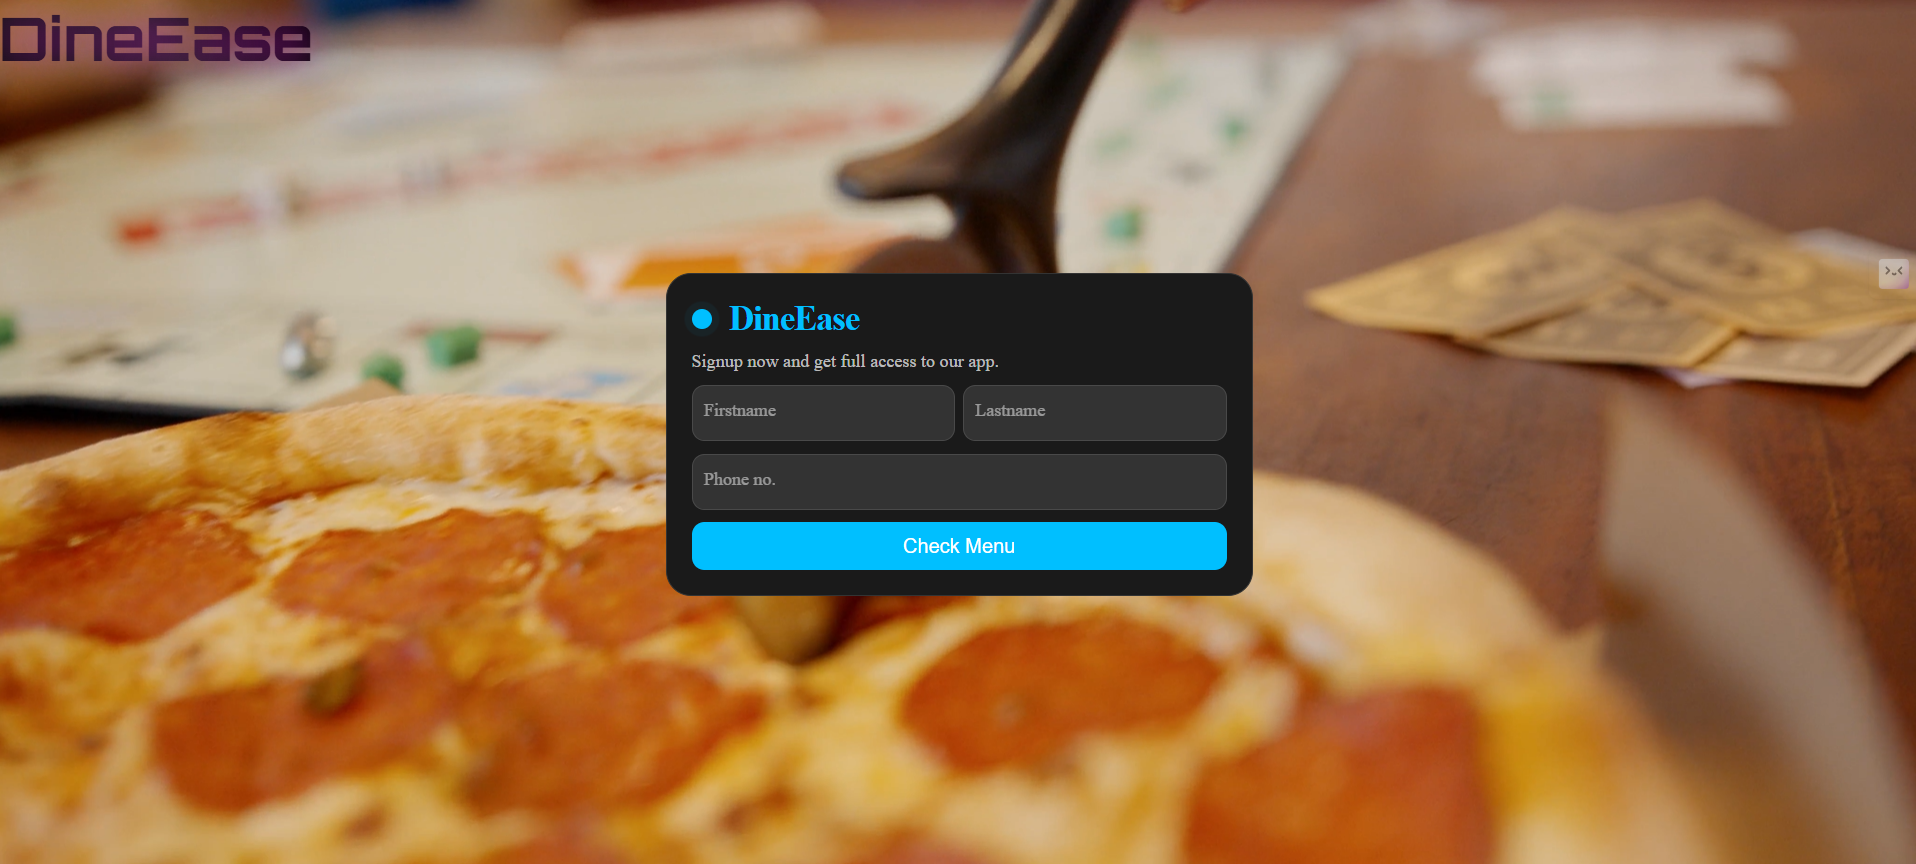 DineEase
DineEase
Signup now and get full access to our app.
Firstname
Lastname
Phone no.
Check Menu